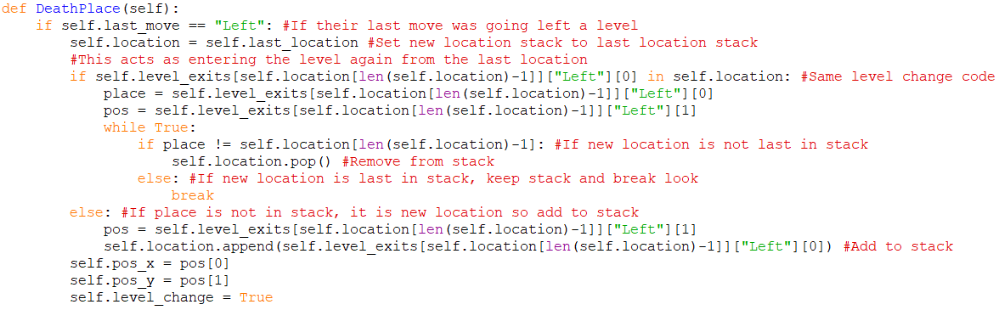 def DeathPlace(self):
    if self.last_move == "Left": #If their last move was going left a level
        self.location = self.last_location #Set new location stack to last location stack
        #This acts as entering the level again from the last location
        if self.level_exits[self.location[len(self.location)-1]]["Left"][0] in self.location: #Same level change code
            place = self.level_exits[self.location[len(self.location)-1]]["Left"][0]
            pos = self.level_exits[self.location[len(self.location)-1]]["Left"][1]
            while True:
                if place != self.location[len(self.location)-1]: #If new location is not last in stack
                    self.location.pop() #Remove from stack
                else: #If new location is last in stack, keep stack and break look
                    break
        else: #If place is not in stack, it is new location so add to stack
            pos = self.level_exits[self.location[len(self.location)-1]]["Left"][1]
            self.location.append(self.level_exits[self.location[len(self.location)-1]]["Left"][0]) #Add to stack
        self.pos_x = pos[0]
        self.pos_y = pos[1]
        self.level_change = True